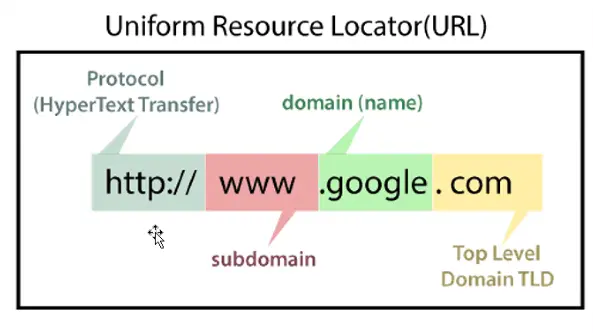 Uniform Resource Locator(URL)
Protocol
(HyperText Transfer)
domain (name)
http:// www .google . com
subdomain
Top Level
Domain TLD